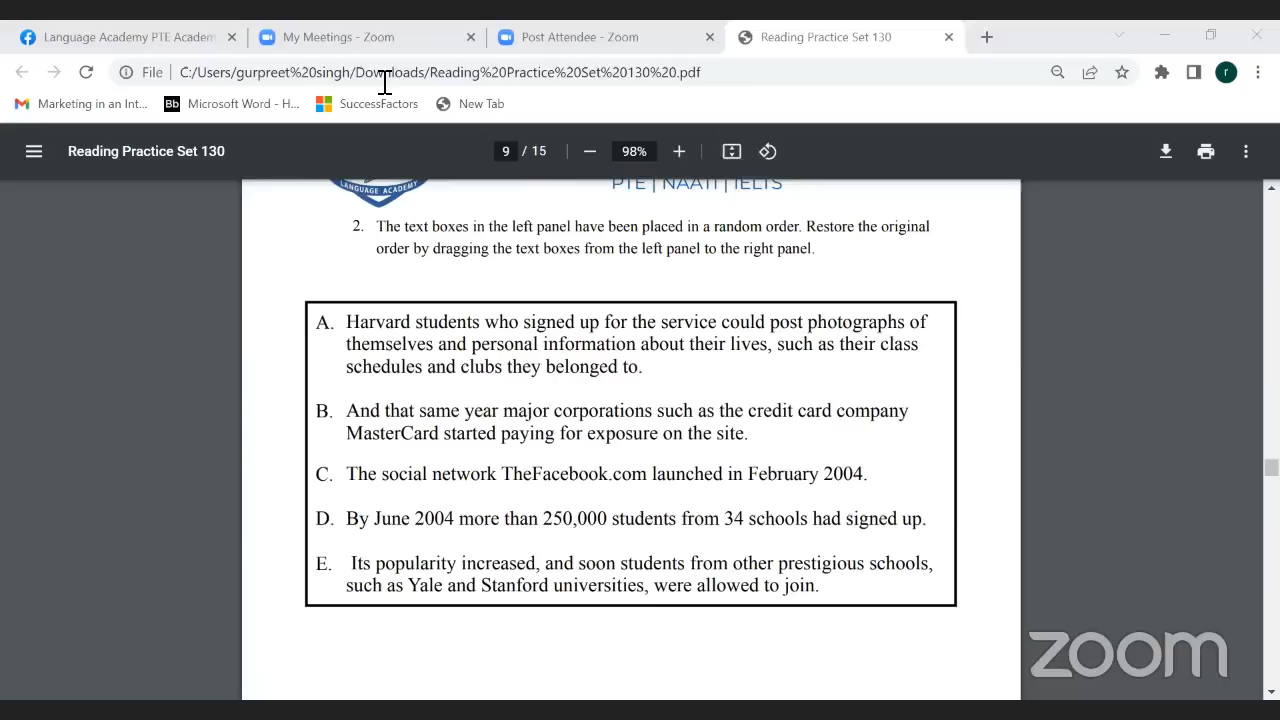 Language Academy PTE Academ
My Meetings - Zoom
Post Attendee - Zoom
Reading Practice Set 130
File
C:/Users/gurpreet%20singh/Downloads/Reading%20Practice%20Set%20130%20.pdf
r
Marketing in an Int...
Bb
Microsoft Word - H...
SuccessFactors
New Tab
Reading Practice Set 130
9 / 15
98%
LANGUAGE ACADEMY
PTE | NAATI | IELTS
2. The text boxes in the left panel have been placed in a random order. Restore the original
order by dragging the text boxes from the left panel to the right panel.
A. Harvard students who signed up for the service could post photographs of
themselves and personal information about their lives, such as their class
schedules and clubs they belonged to.
B. And that same year major corporations such as the credit card company
MasterCard started paying for exposure on the site.
C. The social network TheFacebook.com launched in February 2004.
D. By June 2004 more than 250,000 students from 34 schools had signed up.
E. Its popularity increased, and soon students from other prestigious schools,
such as Yale and Stanford universities, were allowed to join.
zoom